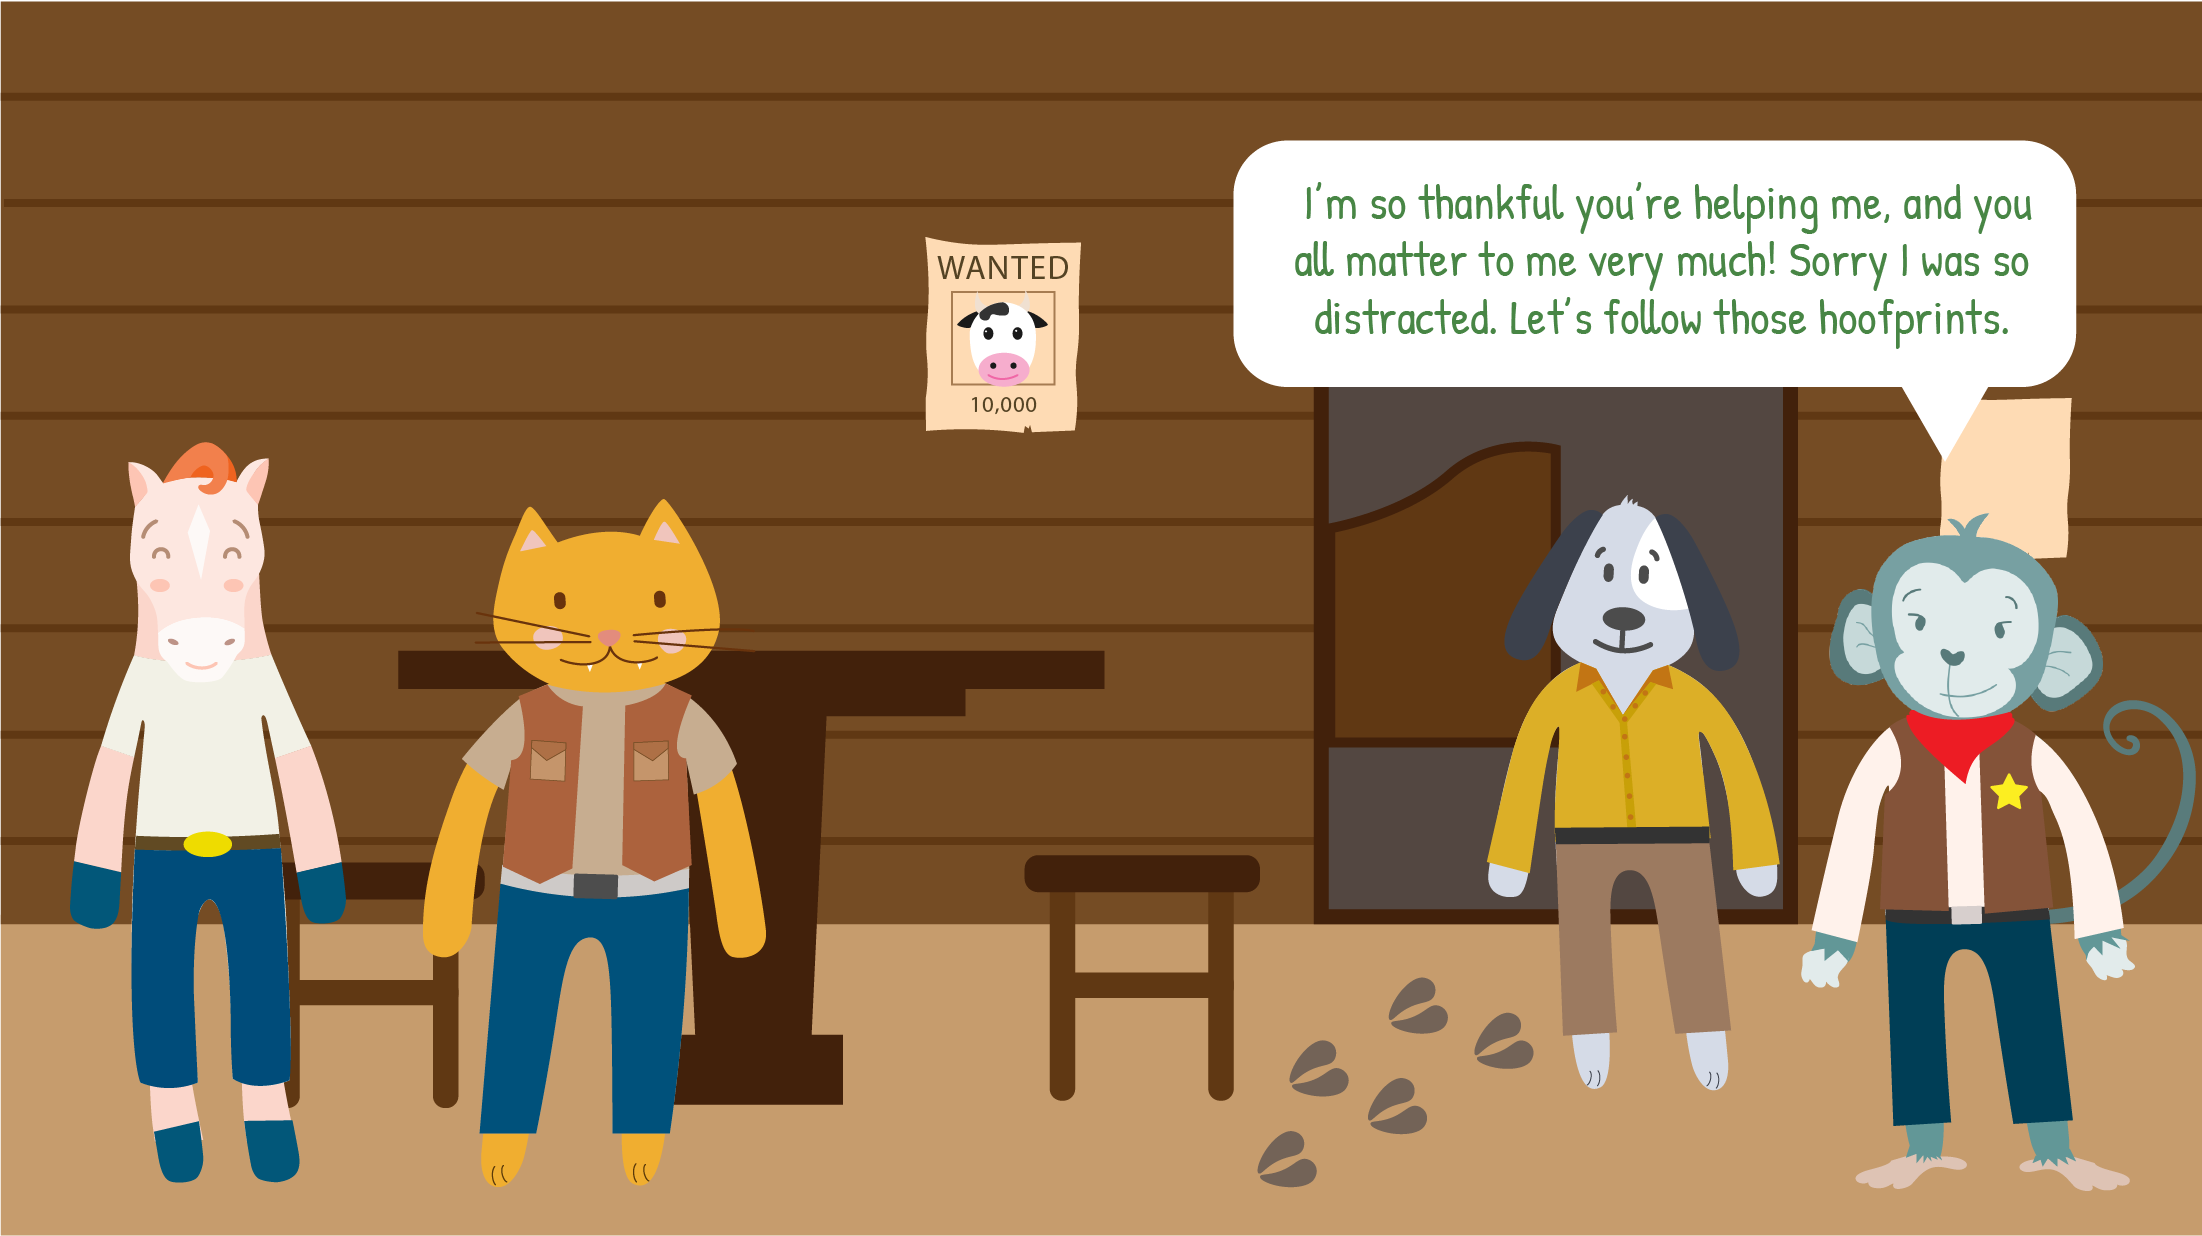 WANTED
10,000
I'm so thankful you're helping me, and you
all matter to me very much! Sorry I was so
distracted. Let's follow those hoofprints.